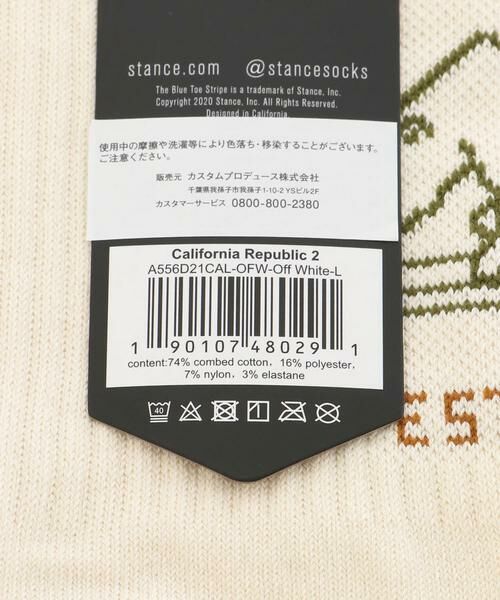 stance.com @stancesocks
The Blue Toe Stripe is a trademark of Stance, Inc.
Copyright 2020 Stance, Inc. All Rights Reserved.
Designed in California.
使用中の摩擦や洗濯等により色落ち・移染することがございます。
ご注意ください。
販売元 カスタムプロデュース株式会社
千葉県我孫子市我孫子1-10-2 YSビル2F
カスタマーサービス 0800-800-2380
California Republic 2
A556D21CAL-OFW-Off White-L
1 90107 48029 1
content:74% combed cotton, 16% polyester,
7% nylon, 3% elastane
40
EST